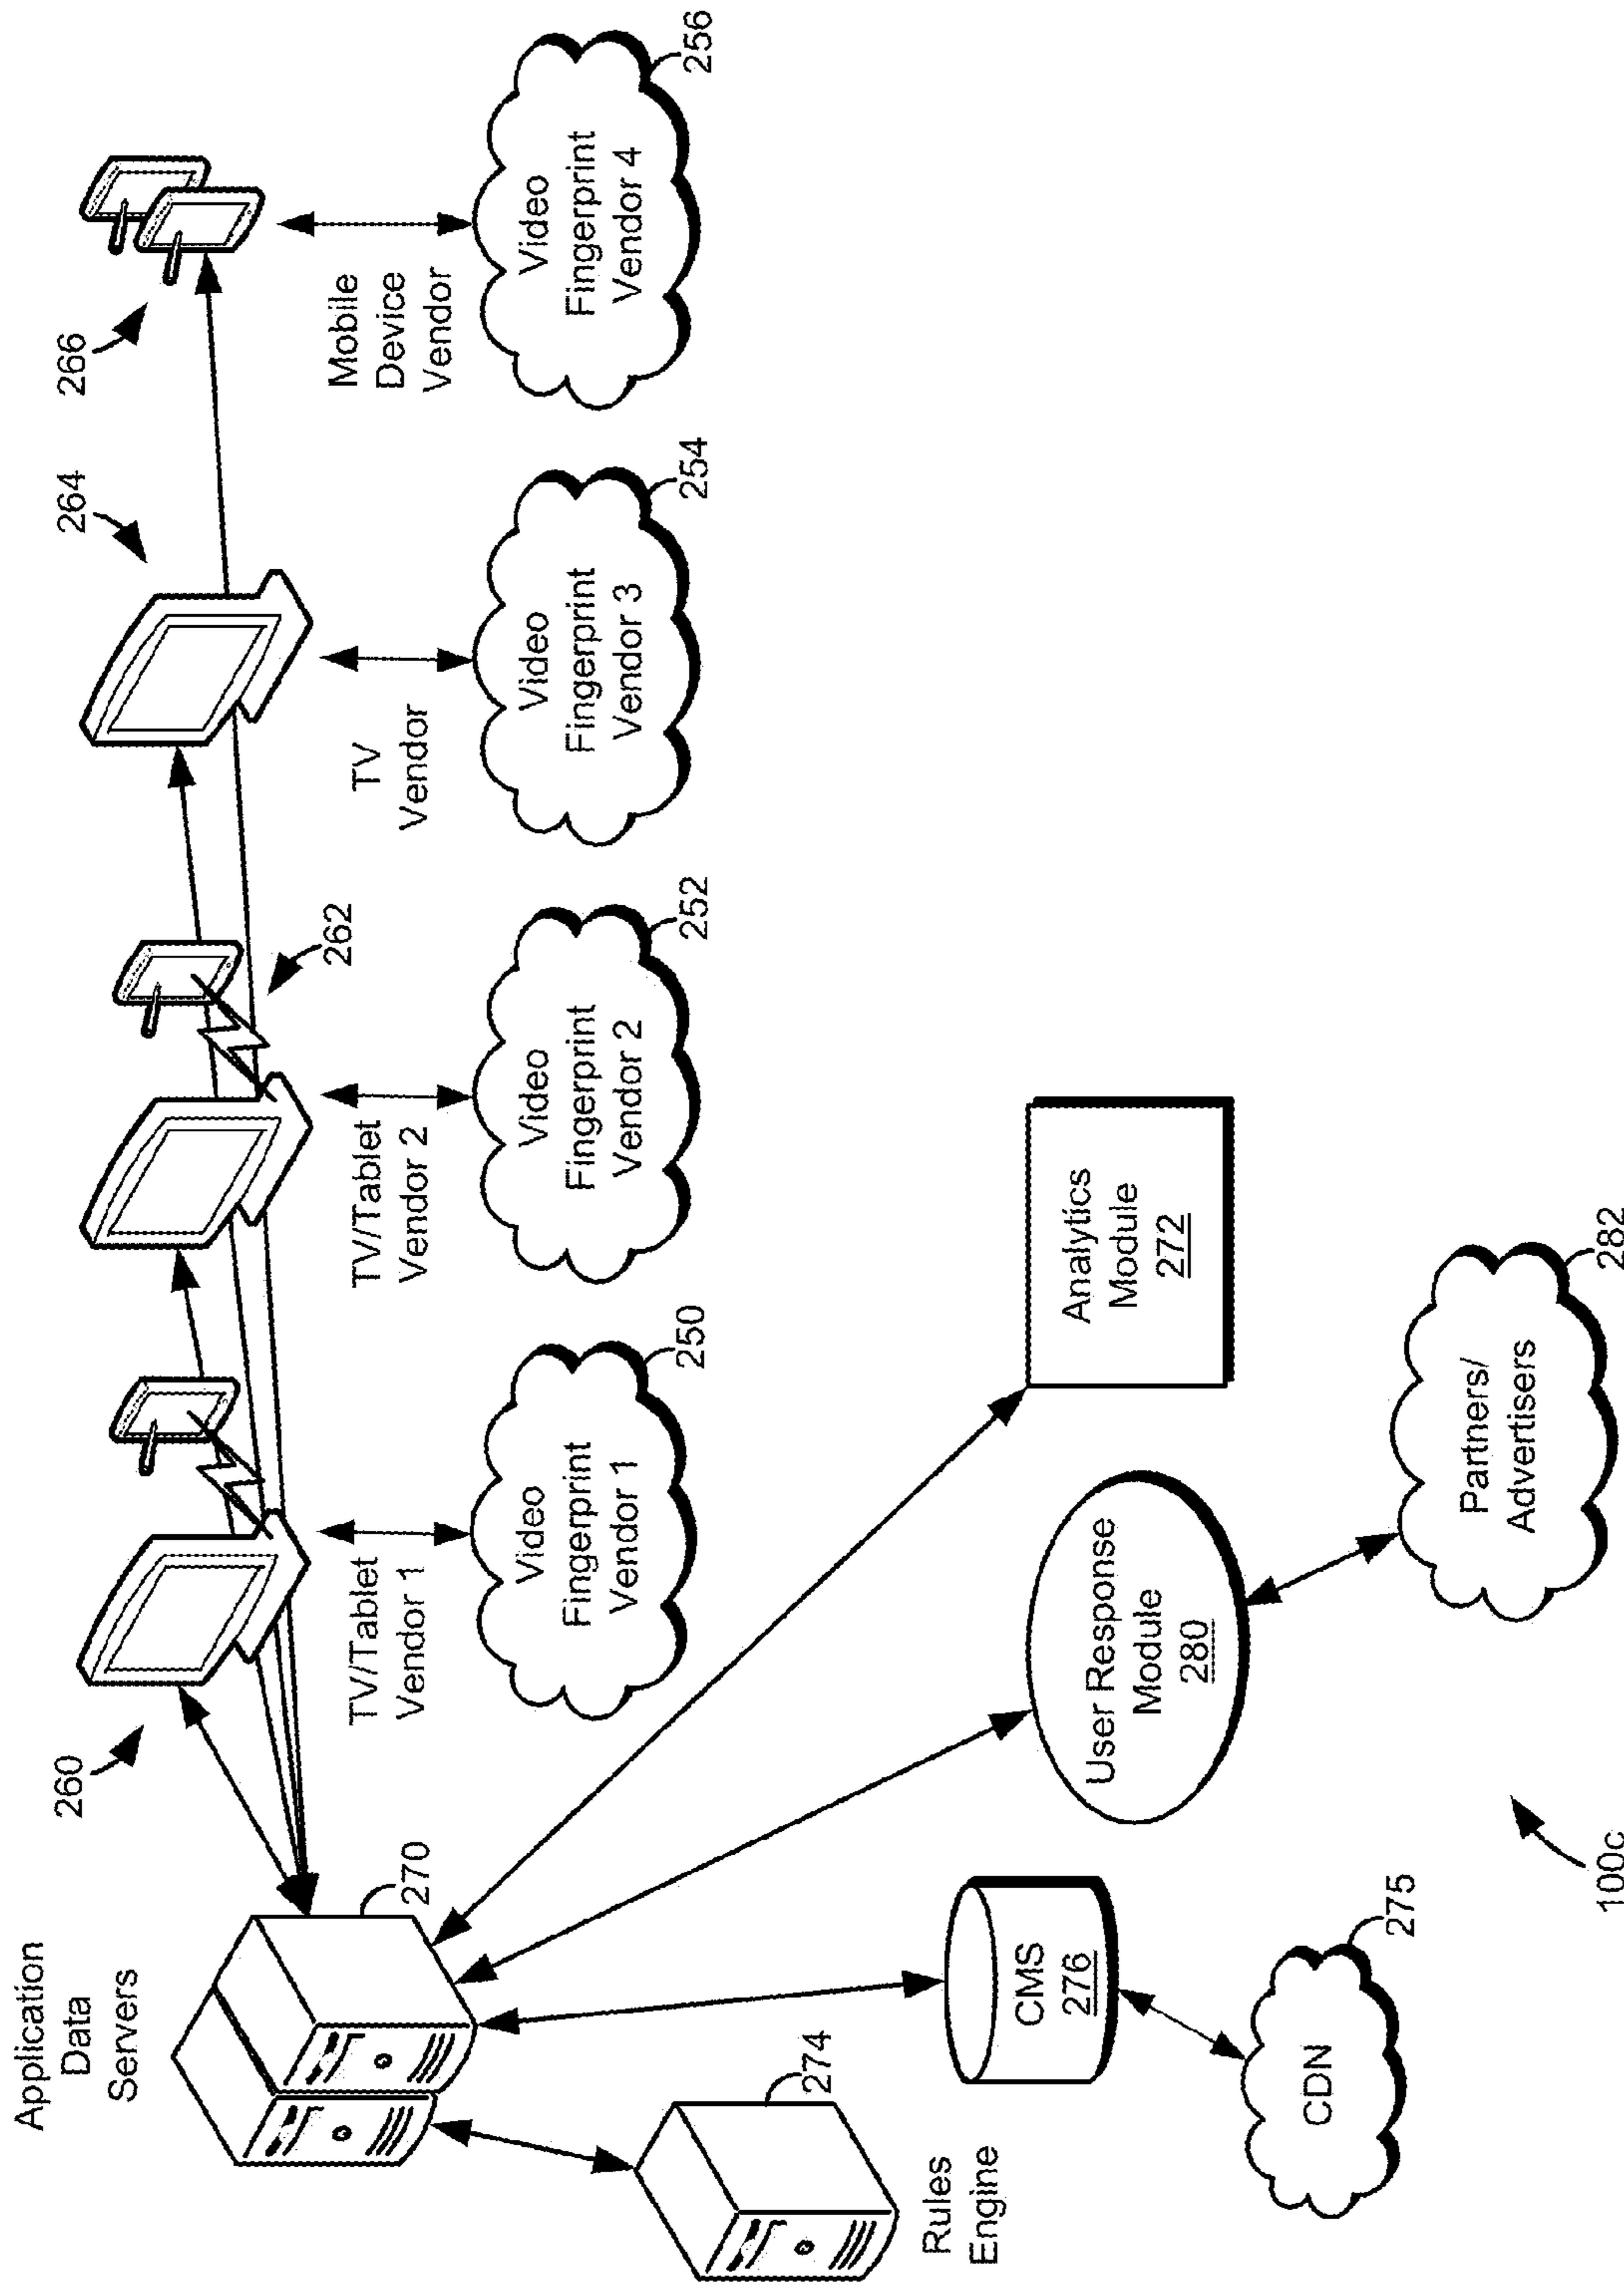 Application
Data
Servers
270
260
262
264
266
TV/Tablet
Vendor 1
TV/Tablet
Vendor 2
TV
Vendor
Mobile
Device
Vendor
Video
Fingerprint
Vendor 1
250
Video
Fingerprint
Vendor 2
252
Video
Fingerprint
Vendor 3
254
Video
Fingerprint
Vendor 4
256
274
Rules
Engine
CMS
276
CDN
275
User Response
Module
280
Analytics
Module
272
Partners/
Advertisers
282
100c